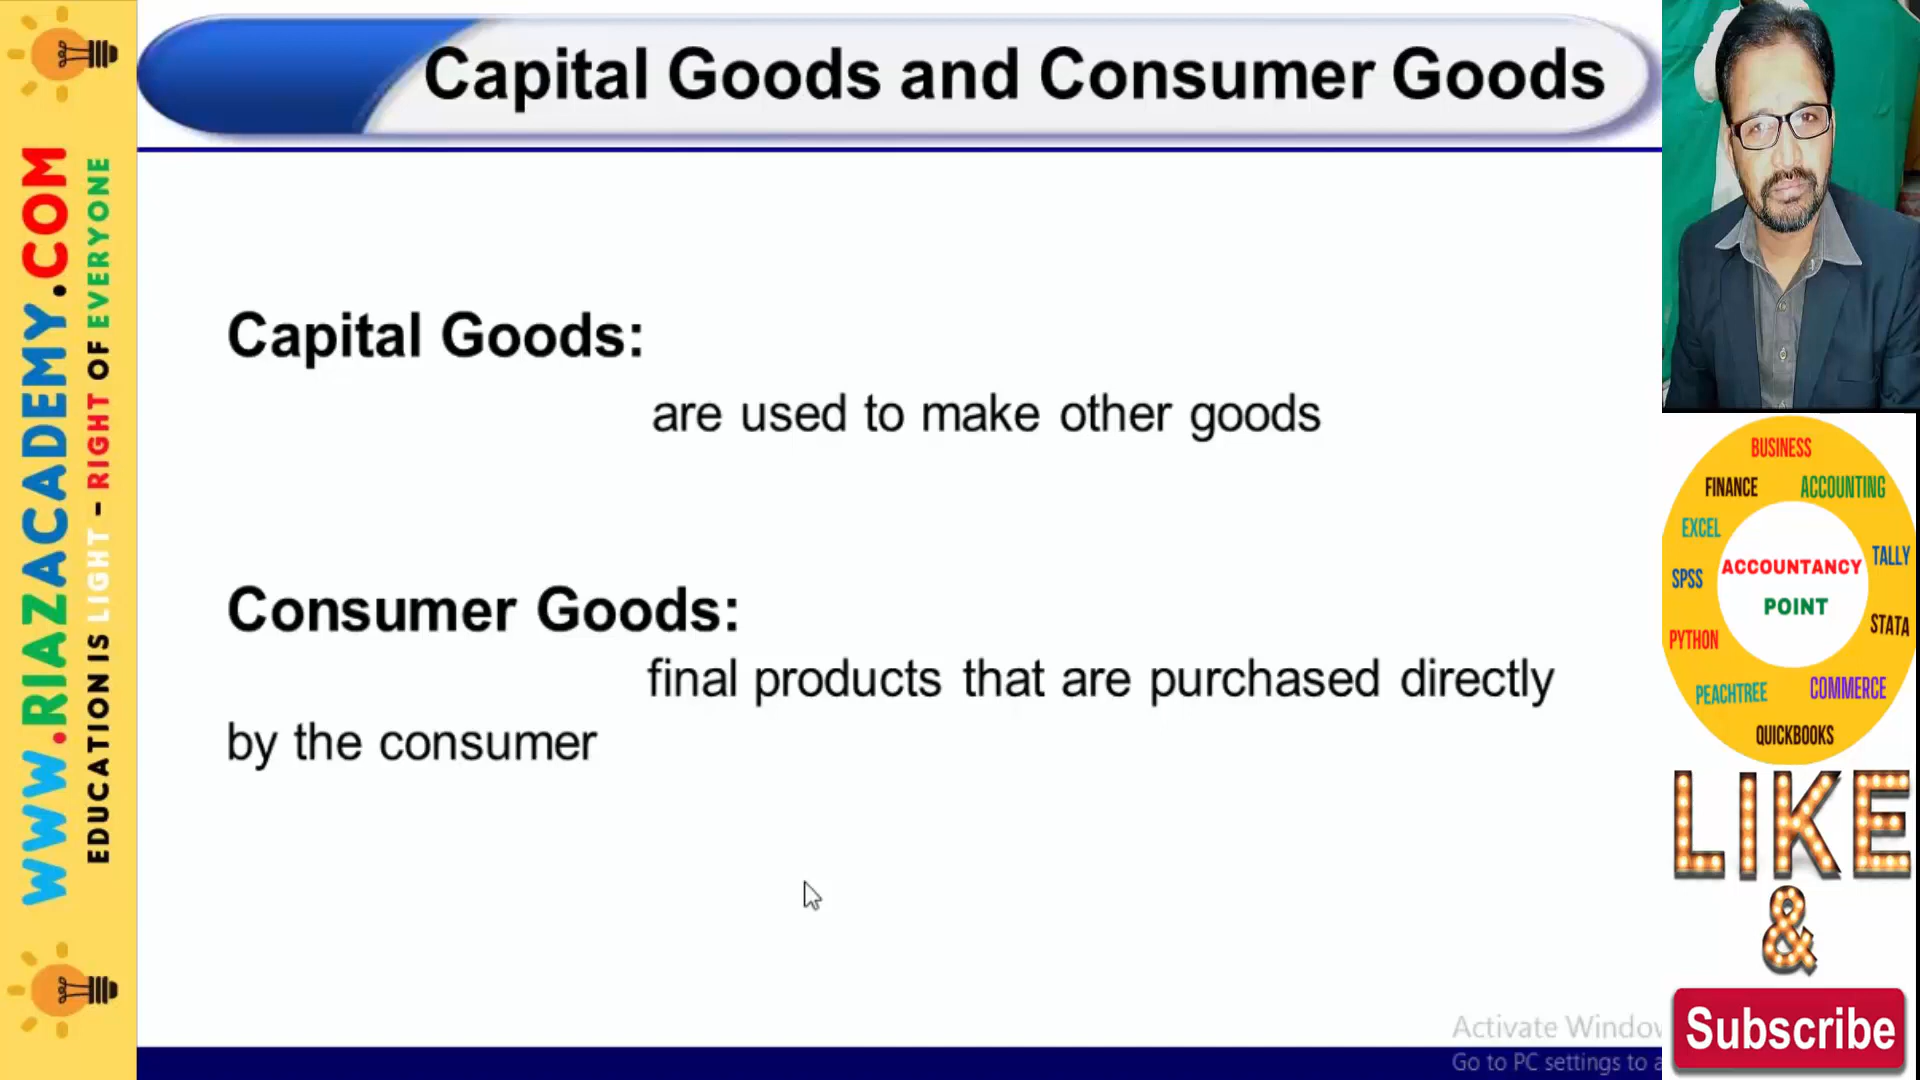 Capital Goods and Consumer Goods
Capital Goods:
are used to make other goods
Consumer Goods:
final products that are purchased directly
by the consumer
WWW.RIAZACADEMY.COM
EDUCATION IS LIGHT – RIGHT OF EVERYONE
BUSINESS
FINANCE ACCOUNTING
EXCEL
TALLY
SPSS
ACCOUNTANCY
POINT
STATA
PYTHON
PEACHTREE COMMERCE
QUICKBOOKS
LIKE
&
Subscribe
Activate Windo
Go to PC settings to a